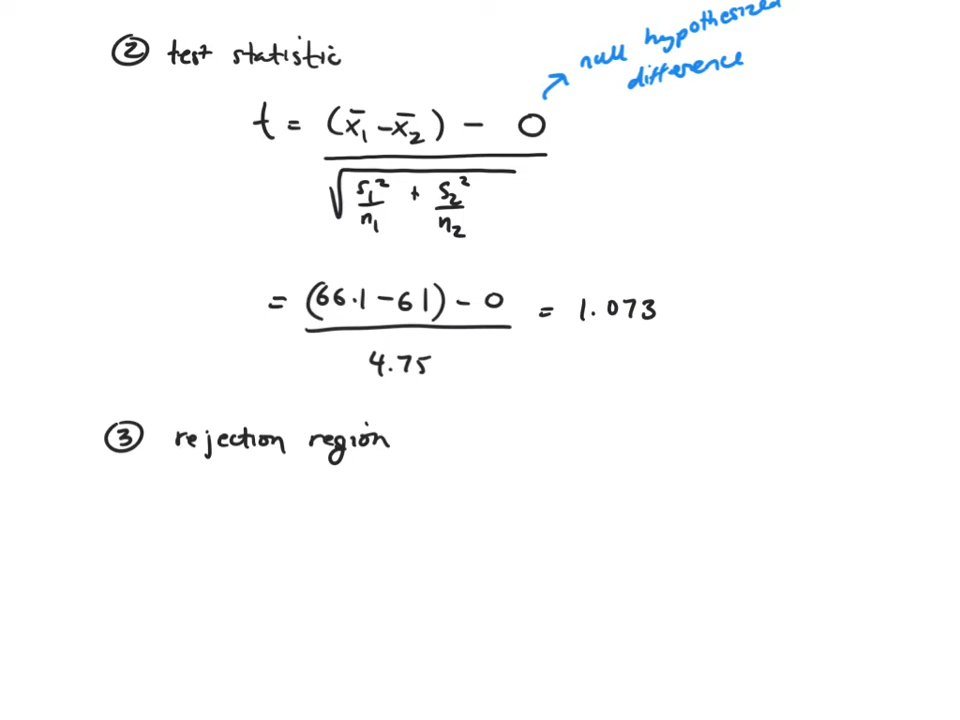 ② test statistic
null hypothesized
difference
t = (x̄₁ - x̄₂) - 0
√ s₁²/n₁ + s₂²/n₂
= (66.1 - 61) - 0 = 1.073
4.75
③ rejection region